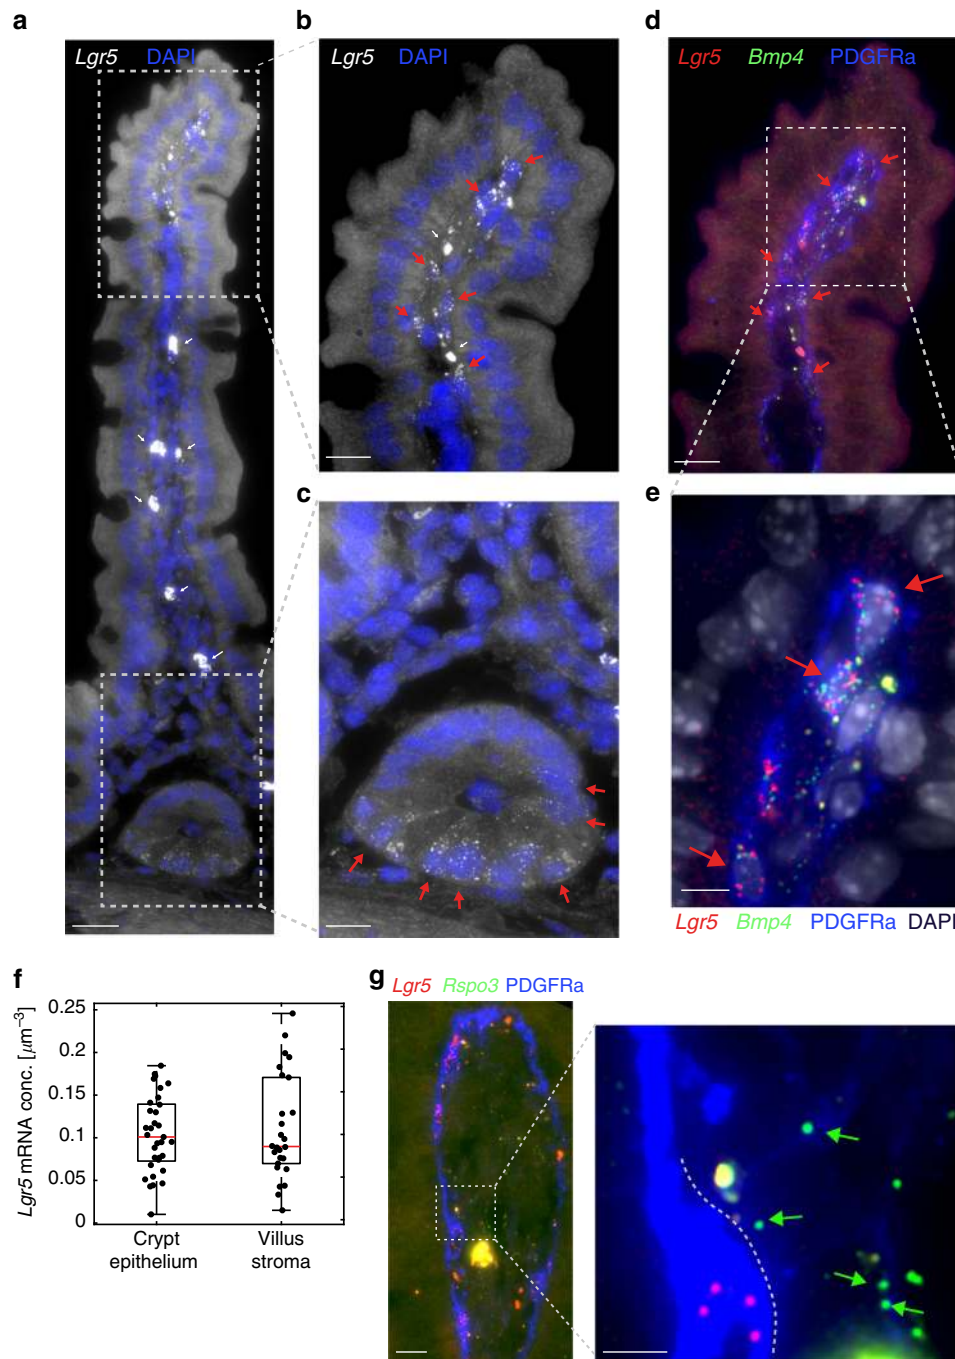 a
Lgr5 DAPI
b
Lgr5 DAPI
c
d
Lgr5 Bmp4 PDGFRa
e
Lgr5 Bmp4 PDGFRa DAPI
f
Lgr5 mRNA conc. [μm⁻³]
0.25
0.2
0.15
0.1
0.05
0
Crypt
epithelium
Villus
stroma
g
Lgr5 Rspo3 PDGFRa